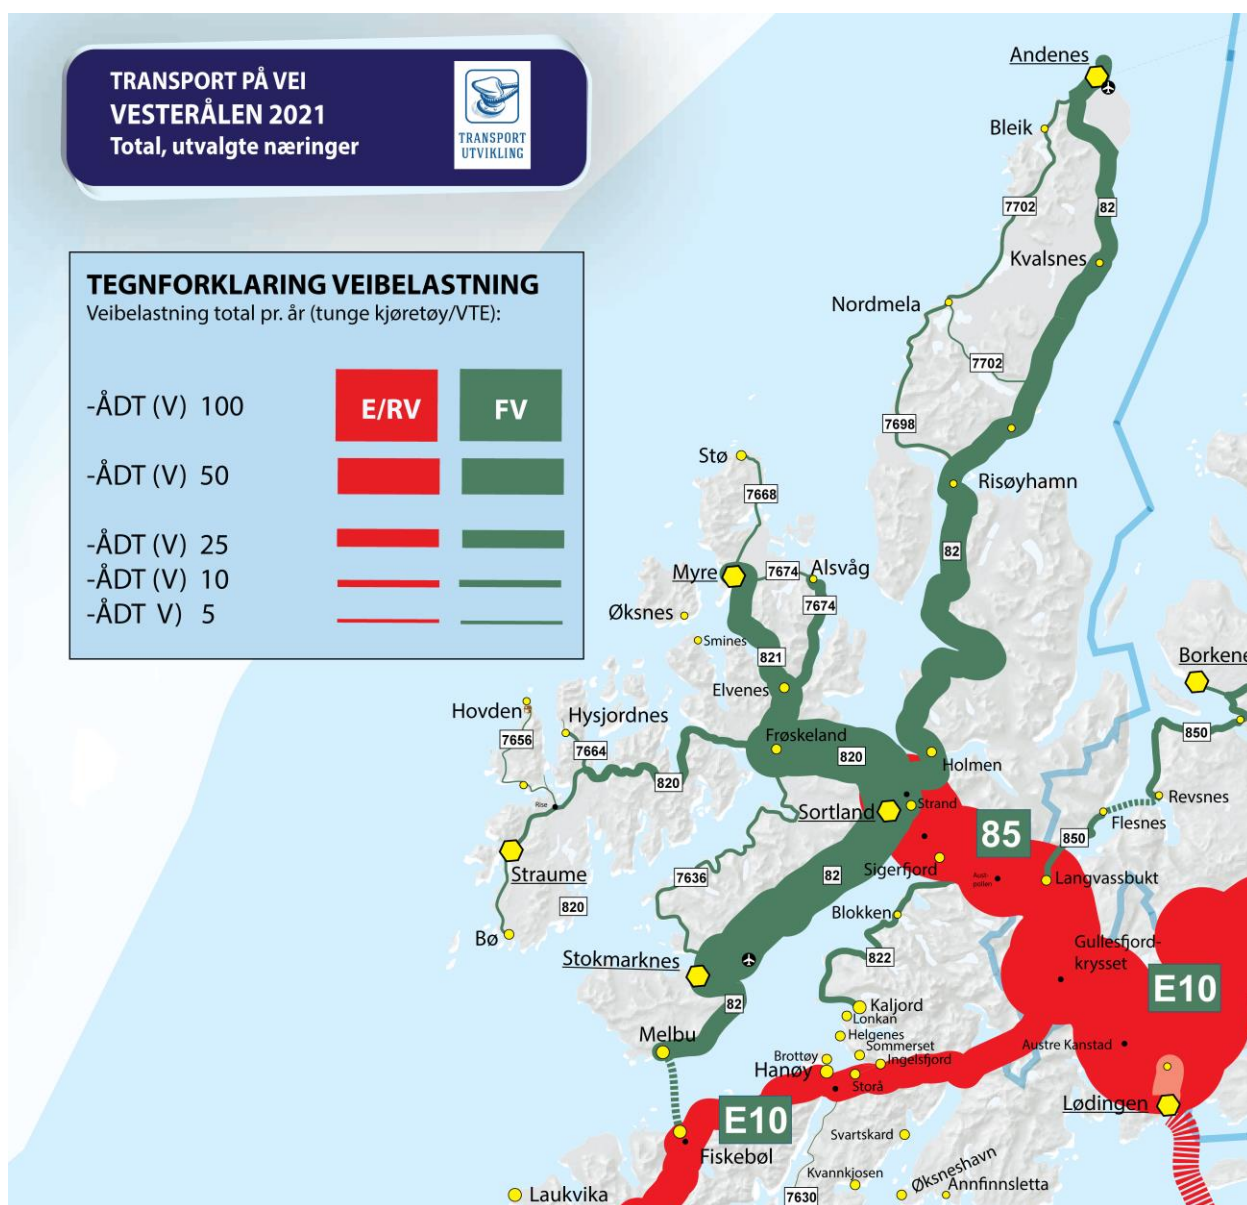 TRANSPORT PÅ VEI
VESTERÅLEN 2021
Total, utvalgte næringer
TRANSPORT
UTVIKLING
TEGNFORKLARING VEIBELASTNING
Veibelastning total pr. år (tunge kjøretøy/VTE):
-ÅDT (V) 100
E/RV
FV
-ÅDT (V) 50
-ÅDT (V) 25
-ÅDT (V) 10
-ÅDT V) 5
Andenes
Bleik
7702
82
Kvalsnes
Nordmela
7702
7698
Stø
Risøyhamn
7668
82
Myre
7674
Alsvåg
7674
Øksnes
Smines
821
Borkene
Elvenes
Hovden
Hysjordnes
7656
7664
Frøskeland
820
850
820
Holmen
Rise
Revsnes
Strand
Sortland
Flesnes
85
850
Sigerfjord
Aust-
pollen
Langvassbukt
Straume
7636
82
820
Blokken
Bø
Stokmarknes
822
Gullesfjord-
krysset
E10
82
Kaljord
Lonkan
Melbu
Helgenes
Sommerset
Austre Kanstad
Brottøy
Ingelsfjord
Hanøy
Storå
Lødingen
E10
Svartskard
Fiskebøl
Kvannkjosen
Øksneshavn
Annfinnsletta
Laukvika
7630